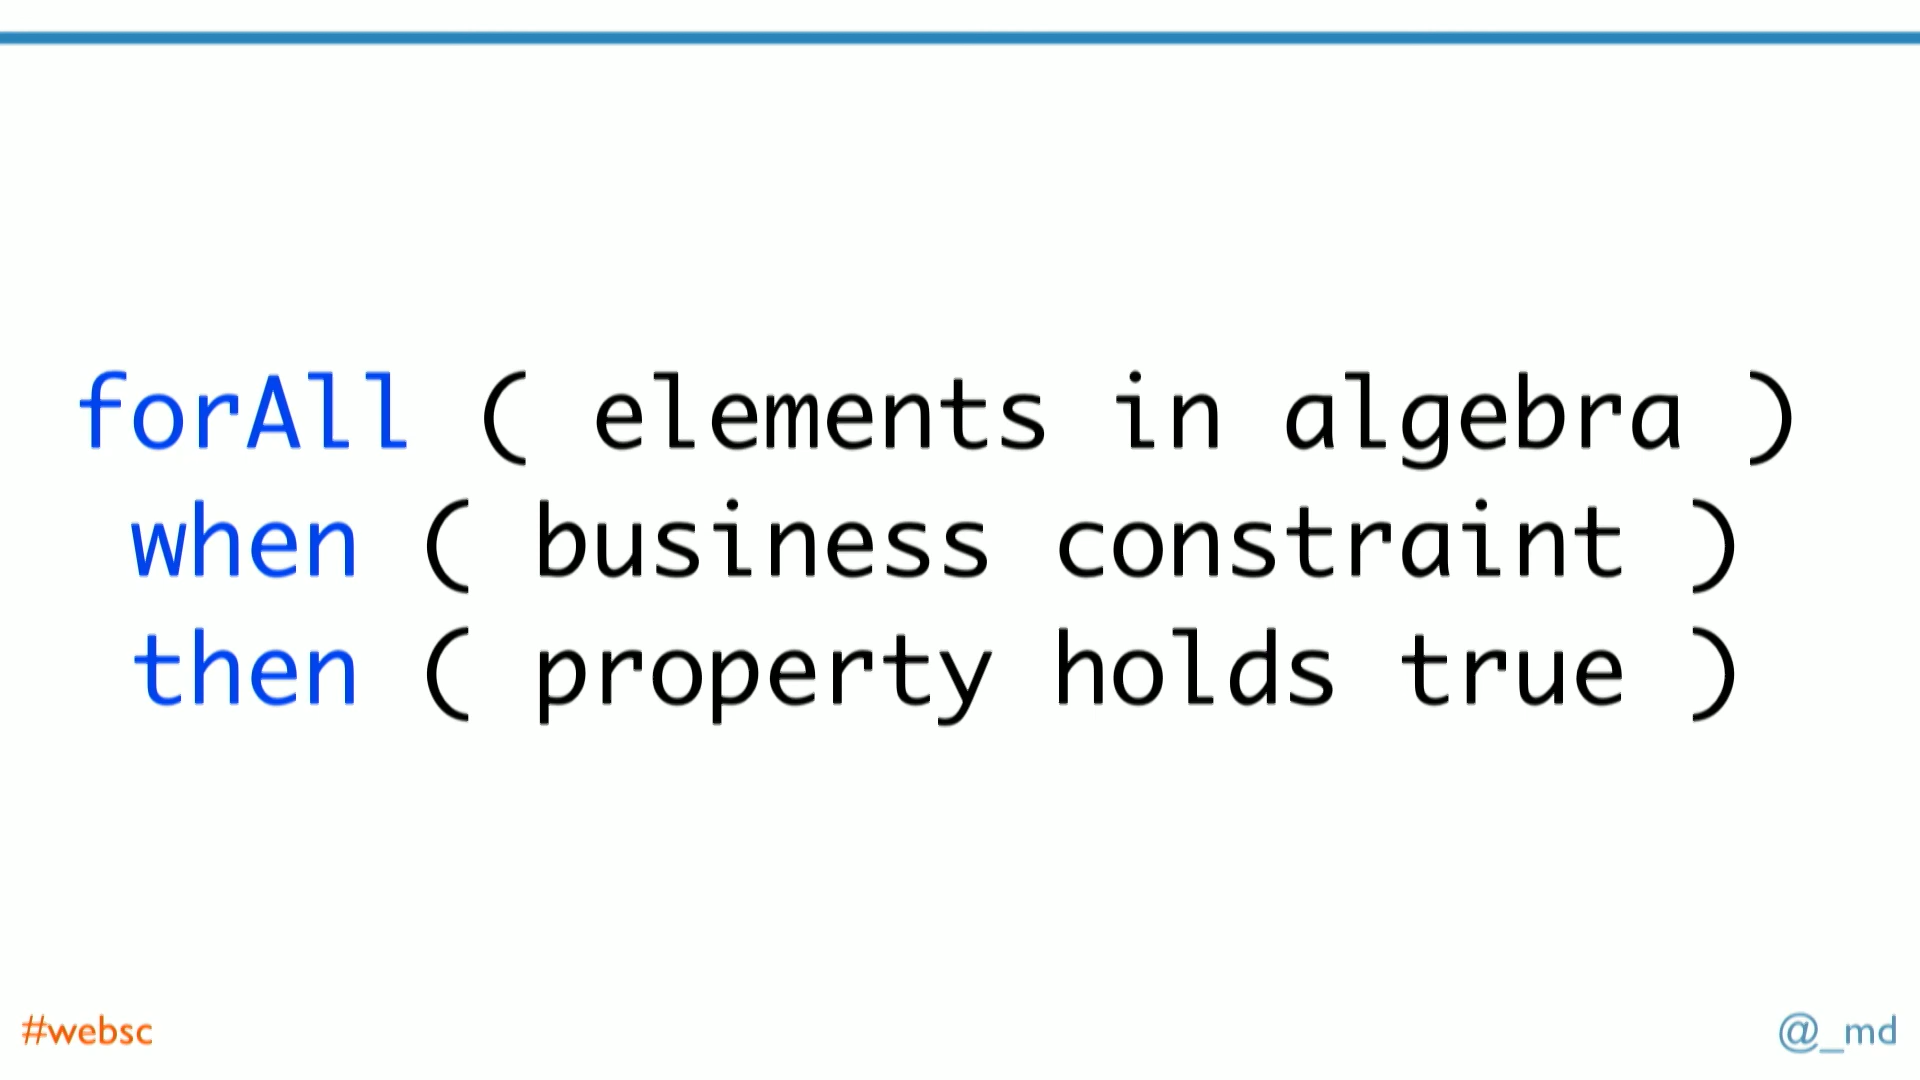 forAll ( elements in algebra )
when ( business constraint )
then ( property holds true )
#websc
@_md